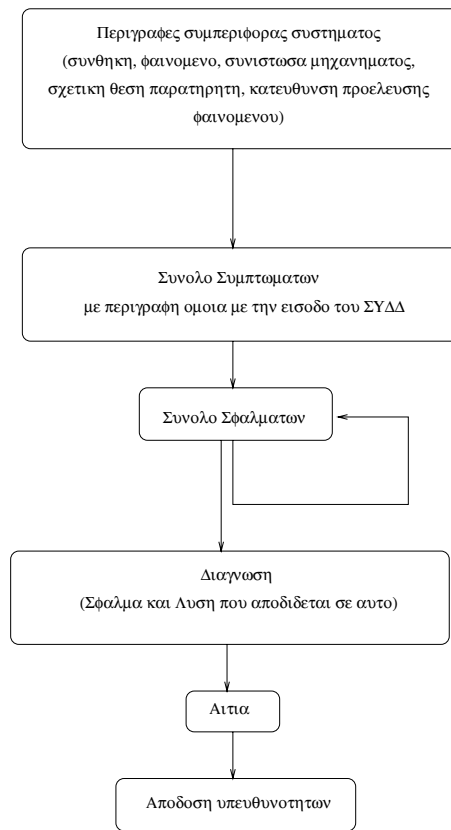 Περιγραφες συμπεριφορας συστηματος
(συνθηκη, φαινομενο, συνιστωσα μηχανηματος,
σχετικη θεση παρατηρητη, κατευθυνση προελευσης
φαινομενου)
Συνολο Συμπτωματων
με περιγραφη ομοια με την εισοδο του ΣΥΔΔ
Συνολο Σφαλματων
Διαγνωση
(Σφαλμα και Λυση που αποδιδεται σε αυτο)
Αιτια
Αποδοση υπευθυνοτητων